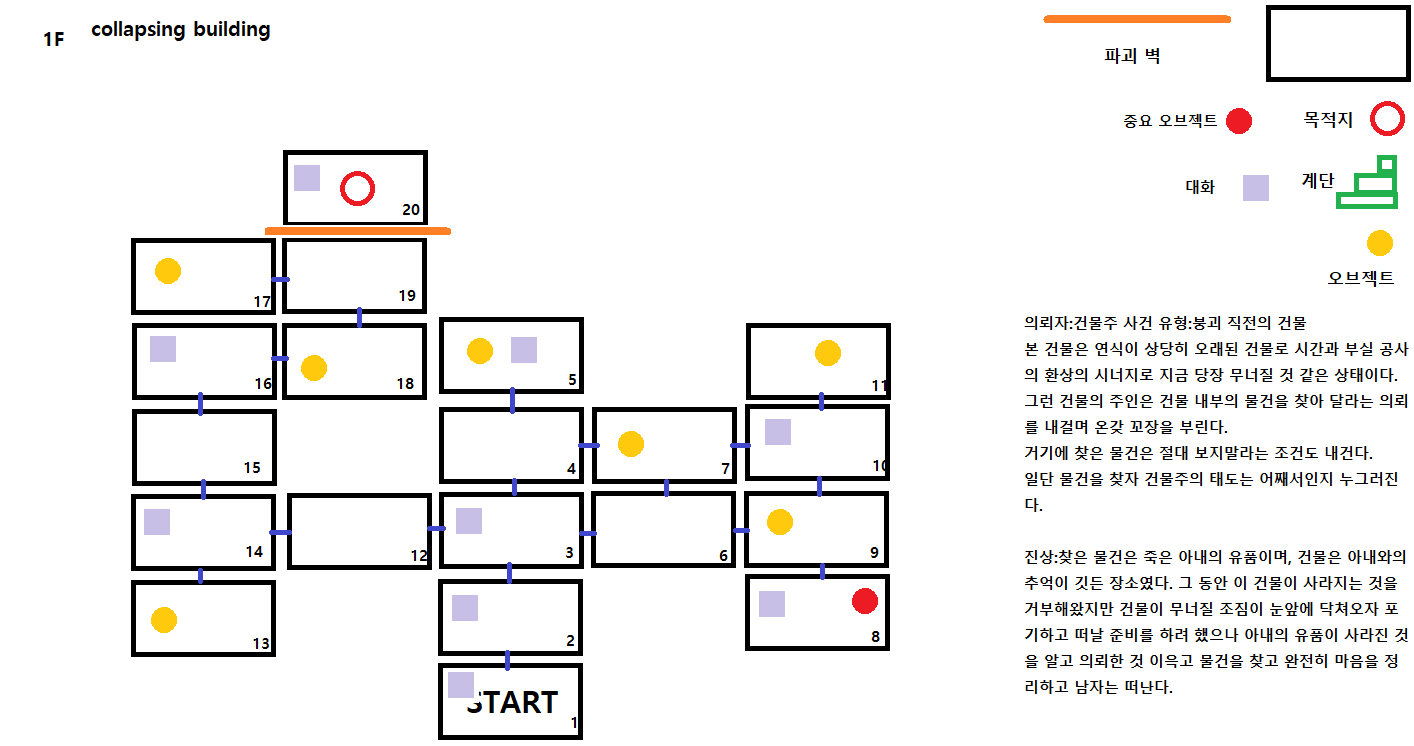 1F
collapsing building
파괴 벽
중요 오브젝트
목적지
대화
계단
오브젝트
20
17
19
16
18
5
11
15
4
7
10
14
12
3
6
9
13
2
8
START
1
의뢰자:건물주 사건 유형:붕괴 직전의 건물
본 건물은 연식이 상당히 오래된 건물로 시간과 부실 공사
의 환상의 시너지로 지금 당장 무너질 것 같은 상태이다.
그런 건물의 주인은 건물 내부의 물건을 찾아 달라는 의뢰
를 내걸며 온갖 꼬장을 부린다.
거기에 찾은 물건은 절대 보지말라는 조건도 내건다.
일단 물건을 찾자 건물주의 태도는 어째서인지 누그러진
다.
진상:찾은 물건은 죽은 아내의 유품이며, 건물은 아내와의
추억이 깃든 장소였다. 그 동안 이 건물이 사라지는 것을
거부해왔지만 건물이 무너질 조짐이 눈앞에 닥쳐오자 포
기하고 떠날 준비를 하려 했으나 아내의 유품이 사라진 것
을 알고 의뢰한 것 이윽고 물건을 찾고 완전히 마음을 정
리하고 남자는 떠난다.